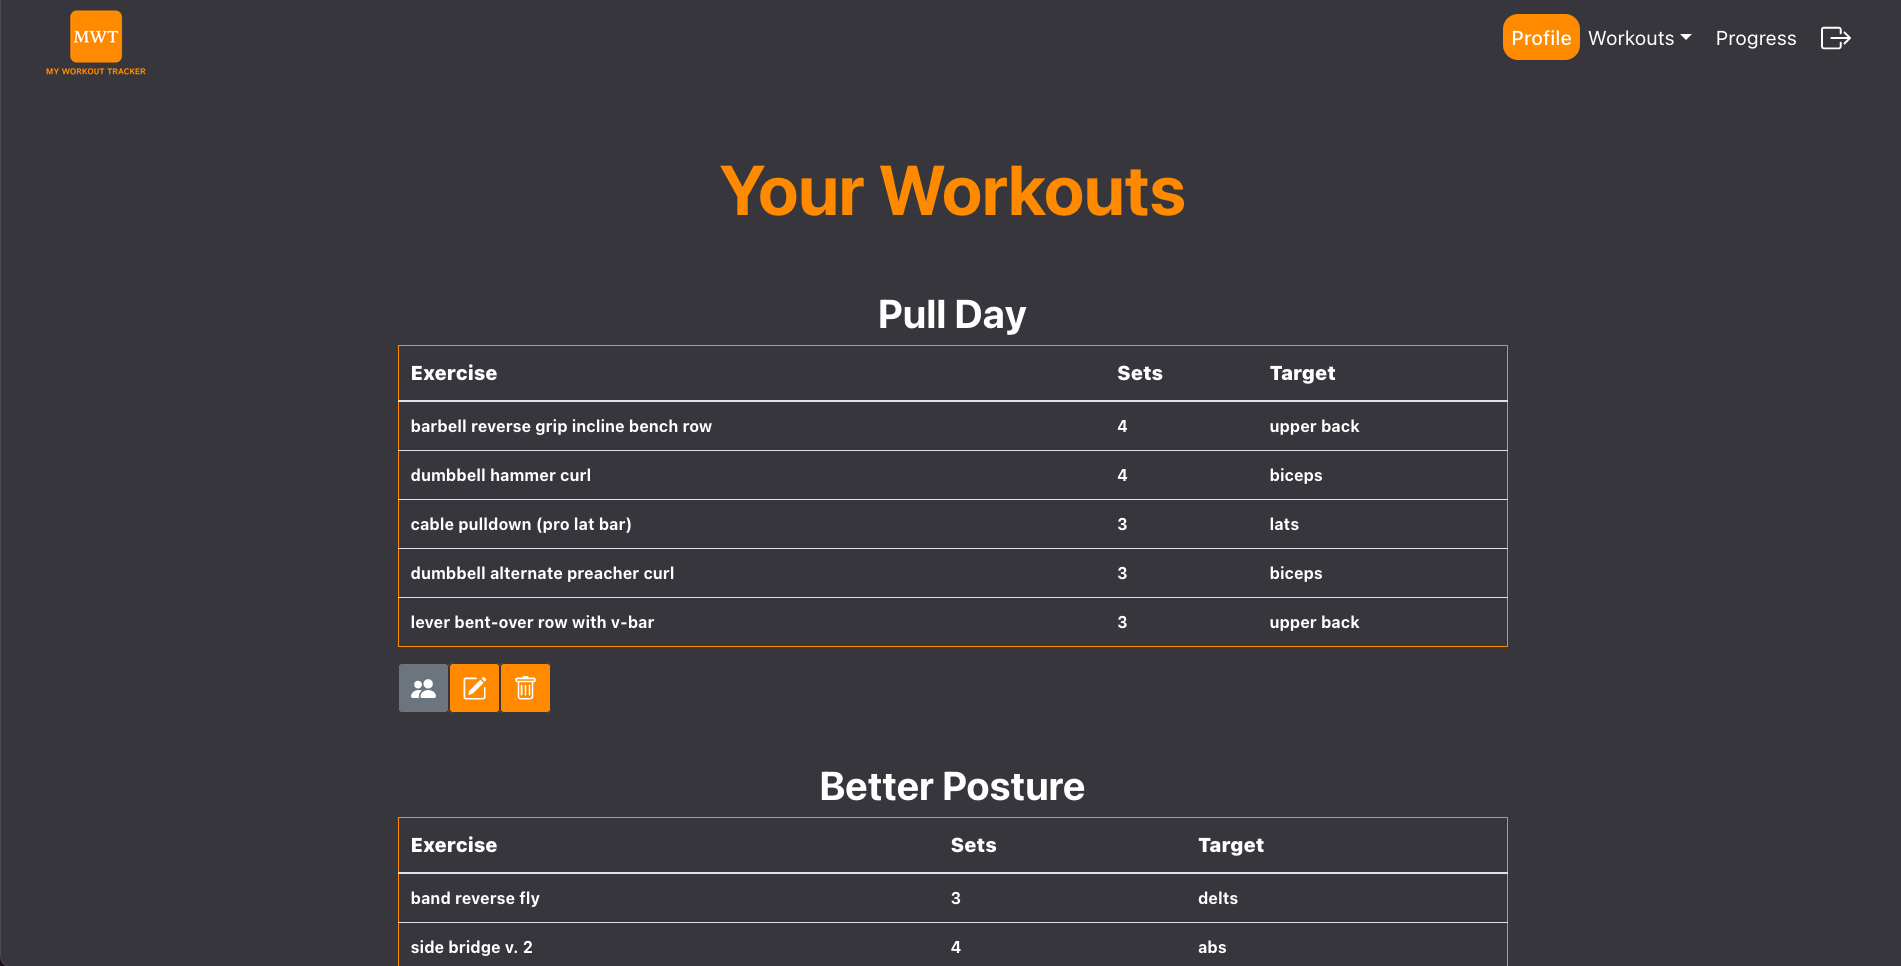 MWT
MY WORKOUT TRACKER
Profile Workouts Progress
Your Workouts
Pull Day
Exercise Sets Target
barbell reverse grip incline bench row 4 upper back
dumbbell hammer curl 4 biceps
cable pulldown (pro lat bar) 3 lats
dumbbell alternate preacher curl 3 biceps
lever bent-over row with v-bar 3 upper back
Better Posture
Exercise Sets Target
band reverse fly 3 delts
side bridge v. 2 4 abs